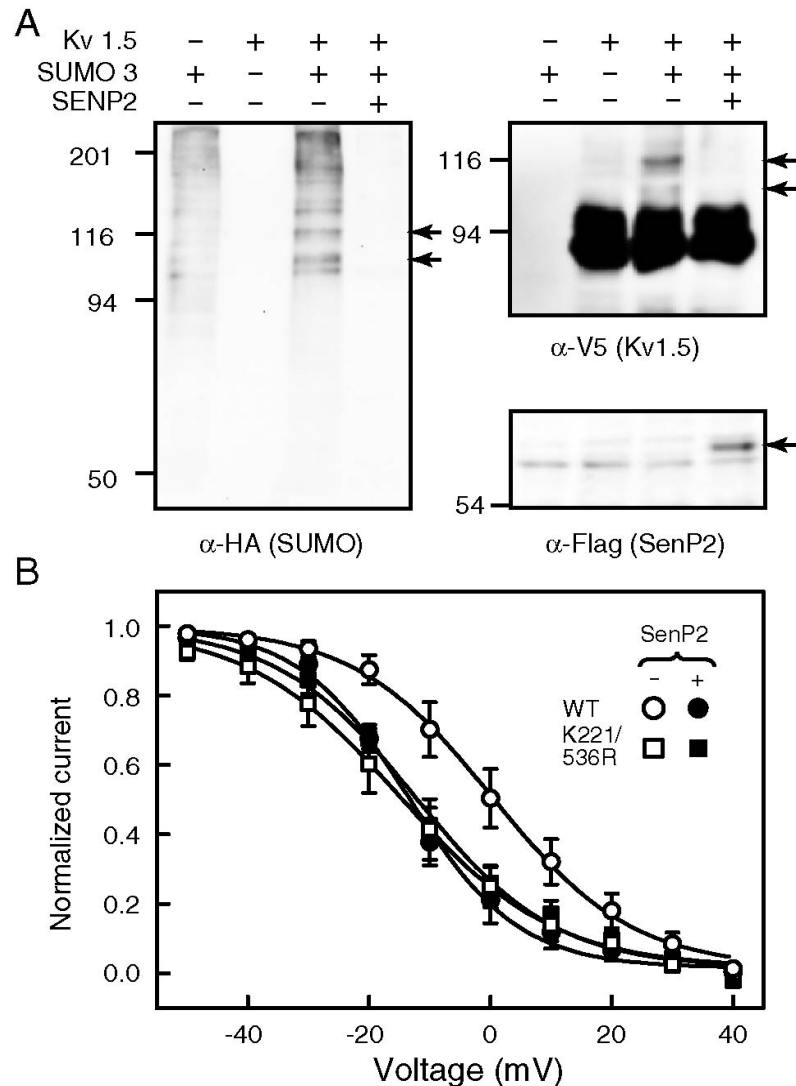 A
Kv 1.5 – + + + – + + +
SUMO 3 + – + + + – + +
SENP2 – – – + – – – +
201
116
94
50
α-HA (SUMO)
116
94
α-V5 (Kv1.5)
54
α-Flag (SenP2)
B
SenP2
– +
WT
K221/
536R
Normalized current
1.0
0.8
0.6
0.4
0.2
0.0
-40 -20 0 20 40
Voltage (mV)